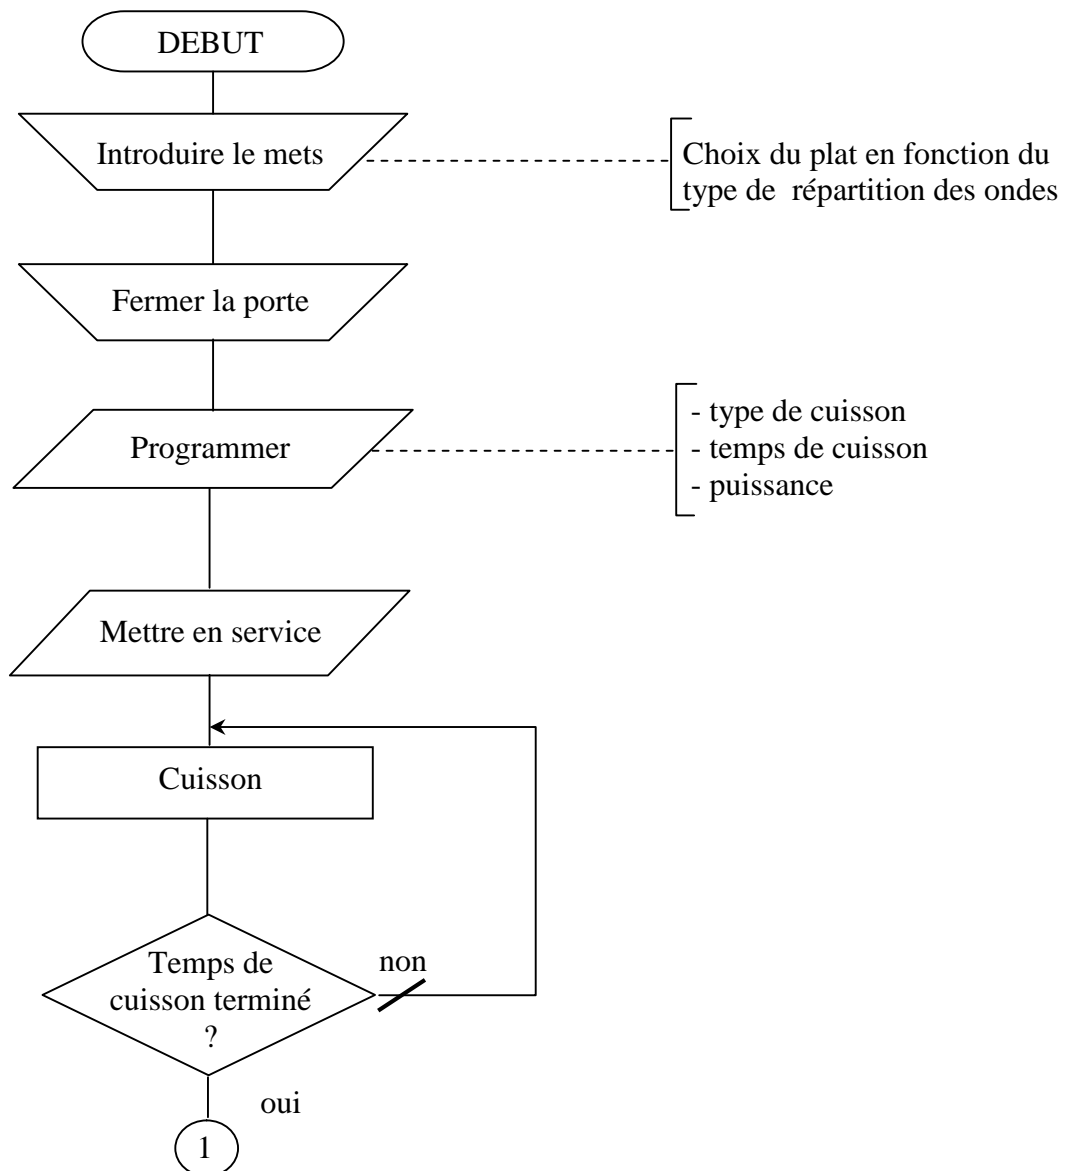 DEBUT
Introduire le mets
Choix du plat en fonction du
type de répartition des ondes
Fermer la porte
Programmer
- type de cuisson
- temps de cuisson
- puissance
Mettre en service
Cuisson
Temps de
cuisson terminé
?
non
oui
1